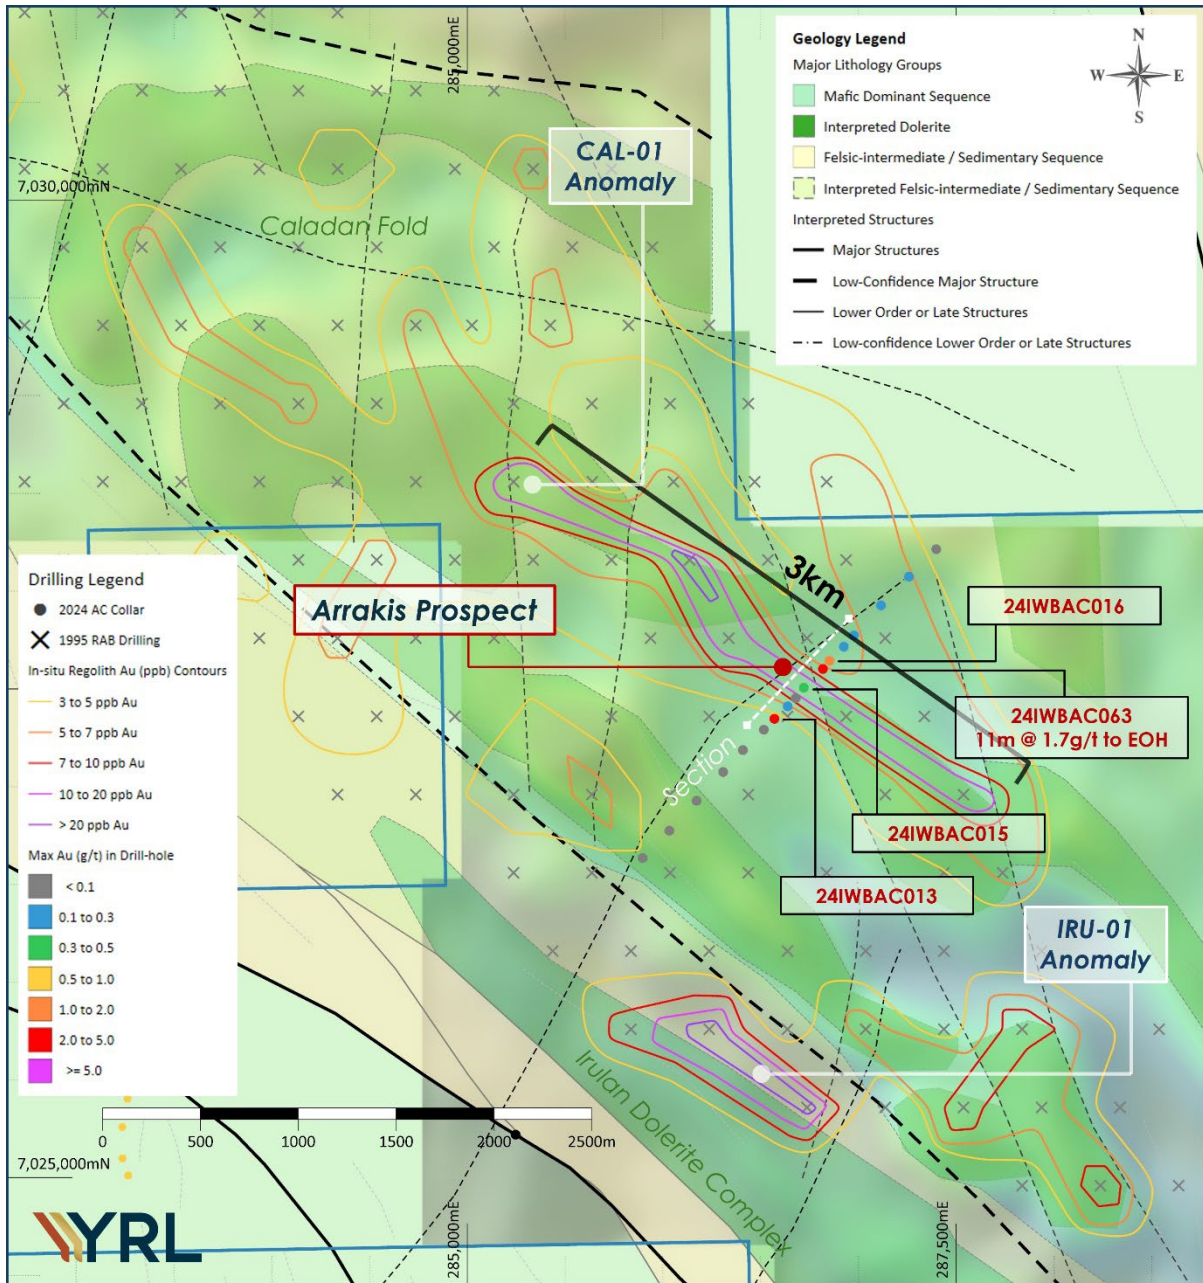 285,000mE
Geology Legend
Major Lithology Groups
Mafic Dominant Sequence
Interpreted Dolerite
Felsic-intermediate / Sedimentary Sequence
Interpreted Felsic-intermediate / Sedimentary Sequence
Interpreted Structures
Major Structures
Low-Confidence Major Structure
Lower Order or Late Structures
Low-confidence Lower Order or Late Structures
N
W
E
S
CAL-01
Anomaly
7,030,000mN
Caladan Fold
3km
Arrakis Prospect
24IWBAC016
24IWBAC063
11m @ 1.7g/t to EOH
Section
24IWBAC015
24IWBAC013
IRU-01
Anomaly
Irulan Dolerite Complex
Drilling Legend
2024 AC Collar
1995 RAB Drilling
In-situ Regolith Au (ppb) Contours
3 to 5 ppb Au
5 to 7 ppb Au
7 to 10 ppb Au
10 to 20 ppb Au
> 20 ppb Au
Max Au (g/t) in Drill-hole
< 0.1
0.1 to 0.3
0.3 to 0.5
0.5 to 1.0
1.0 to 2.0
2.0 to 5.0
>= 5.0
0 500 1000 1500 2000 2500m
7,025,000mN
YRL
285,000mE
287,500mE